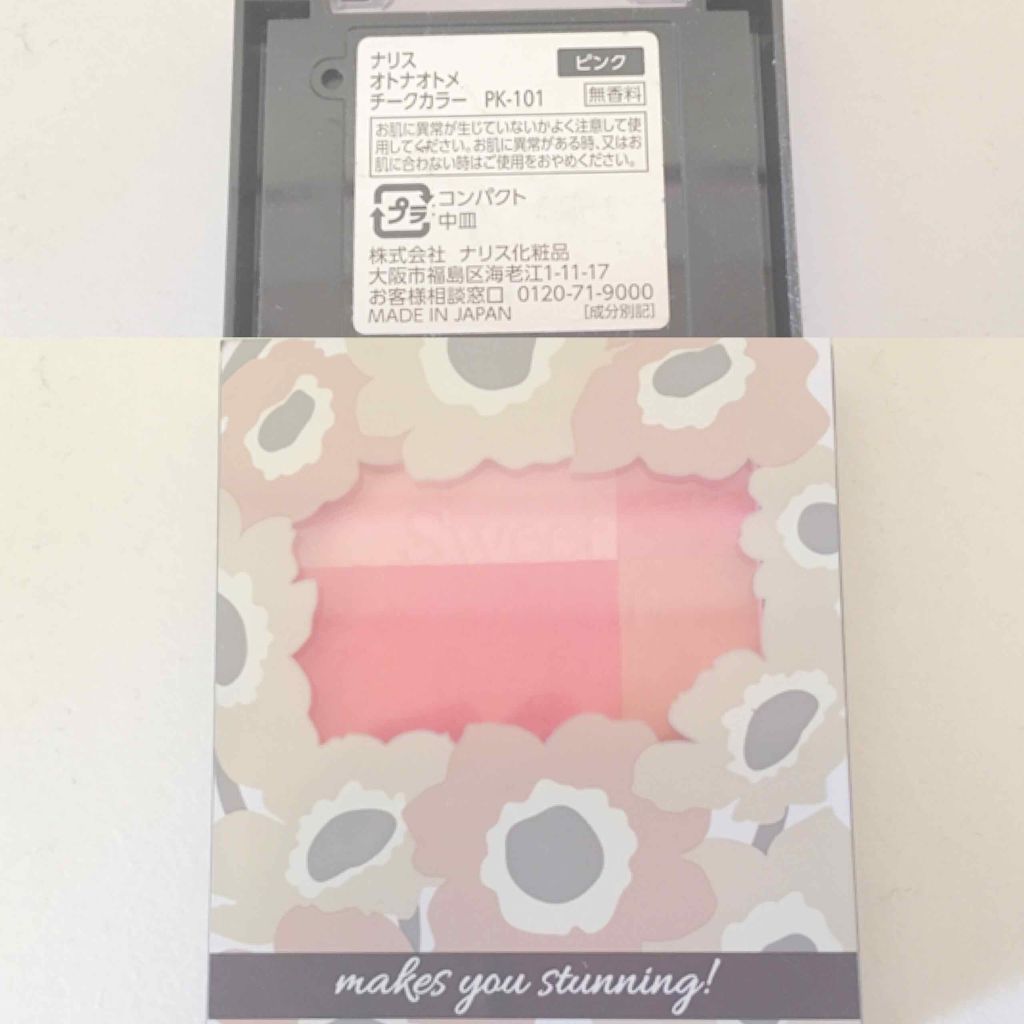 ナリス
オトナオトメ
チークカラー PK-101
ピンク
無香料
お肌に異常が生じていないかよく注意して使
用してください。お肌に異常がある時、又はお
肌に合わない時はご使用をおやめください。
プラ:コンパクト
中皿
株式会社 ナリス化粧品
大阪市福島区海老江1-11-17
お客様相談窓口 0120-71-9000
MADE IN JAPAN [成分別記]
Sweet
makes you stunning!